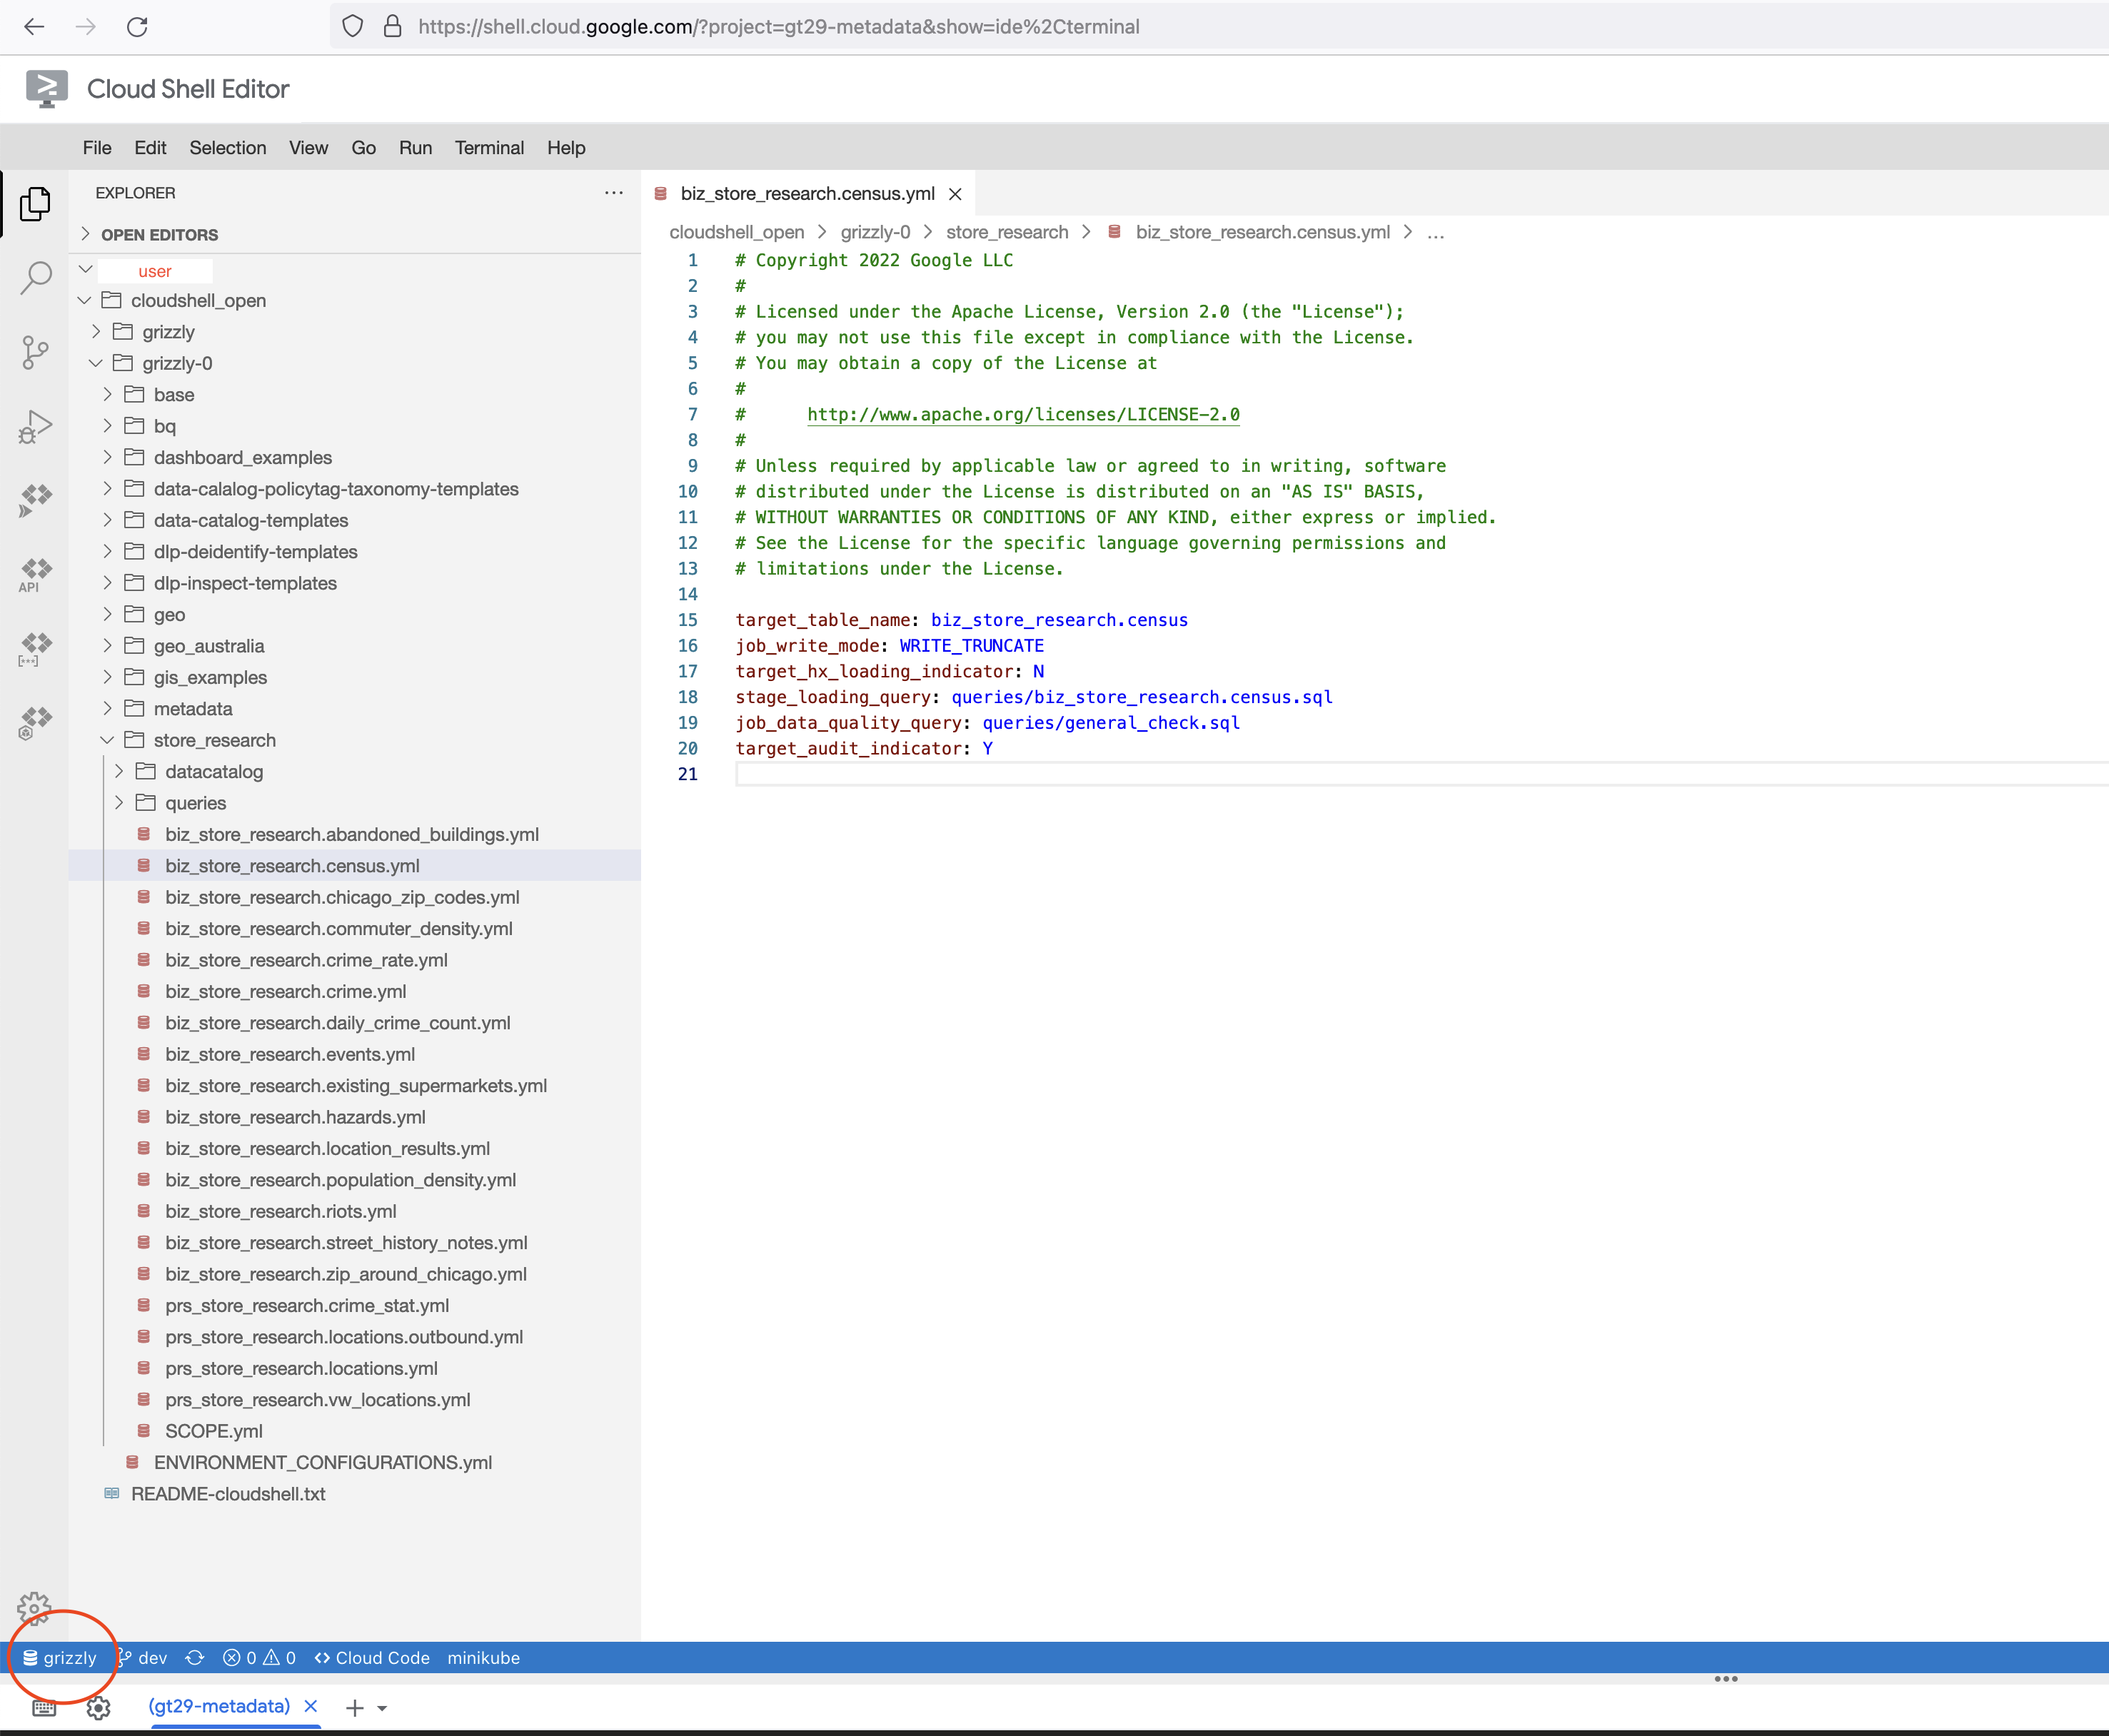 https://shell.cloud.google.com/?project=gt29-metadata&show=ide%2Cterminal
Cloud Shell Editor
File Edit Selection View Go Run Terminal Help
EXPLORER ...
OPEN EDITORS
user
cloudshell_open
grizzly
grizzly-0
base
bq
dashboard_examples
data-calalog-policytag-taxonomy-templates
data-catalog-templates
dlp-deidentify-templates
dlp-inspect-templates
geo
geo_australia
gis_examples
metadata
store_research
datacatalog
queries
biz_store_research.abandoned_buildings.yml
biz_store_research.census.yml
biz_store_research.chicago_zip_codes.yml
biz_store_research.commuter_density.yml
biz_store_research.crime_rate.yml
biz_store_research.crime.yml
biz_store_research.daily_crime_count.yml
biz_store_research.events.yml
biz_store_research.existing_supermarkets.yml
biz_store_research.hazards.yml
biz_store_research.location_results.yml
biz_store_research.population_density.yml
biz_store_research.riots.yml
biz_store_research.street_history_notes.yml
biz_store_research.zip_around_chicago.yml
prs_store_research.crime_stat.yml
prs_store_research.locations.outbound.yml
prs_store_research.locations.yml
prs_store_research.vw_locations.yml
SCOPE.yml
ENVIRONMENT_CONFIGURATIONS.yml
README-cloudshell.txt
API
biz_store_research.census.yml
cloudshell_open > grizzly-0 > store_research > biz_store_research.census.yml > ...
1 # Copyright 2022 Google LLC
2 #
3 # Licensed under the Apache License, Version 2.0 (the "License");
4 # you may not use this file except in compliance with the License.
5 # You may obtain a copy of the License at
6 #
7 #      http://www.apache.org/licenses/LICENSE-2.0
8 #
9 # Unless required by applicable law or agreed to in writing, software
10 # distributed under the License is distributed on an "AS IS" BASIS,
11 # WITHOUT WARRANTIES OR CONDITIONS OF ANY KIND, either express or implied.
12 # See the License for the specific language governing permissions and
13 # limitations under the License.
14
15 target_table_name: biz_store_research.census
16 job_write_mode: WRITE_TRUNCATE
17 target_hx_loading_indicator: N
18 stage_loading_query: queries/biz_store_research.census.sql
19 job_data_quality_query: queries/general_check.sql
20 target_audit_indicator: Y
21
grizzly dev 0 0 <> Cloud Code minikube
(gt29-metadata)